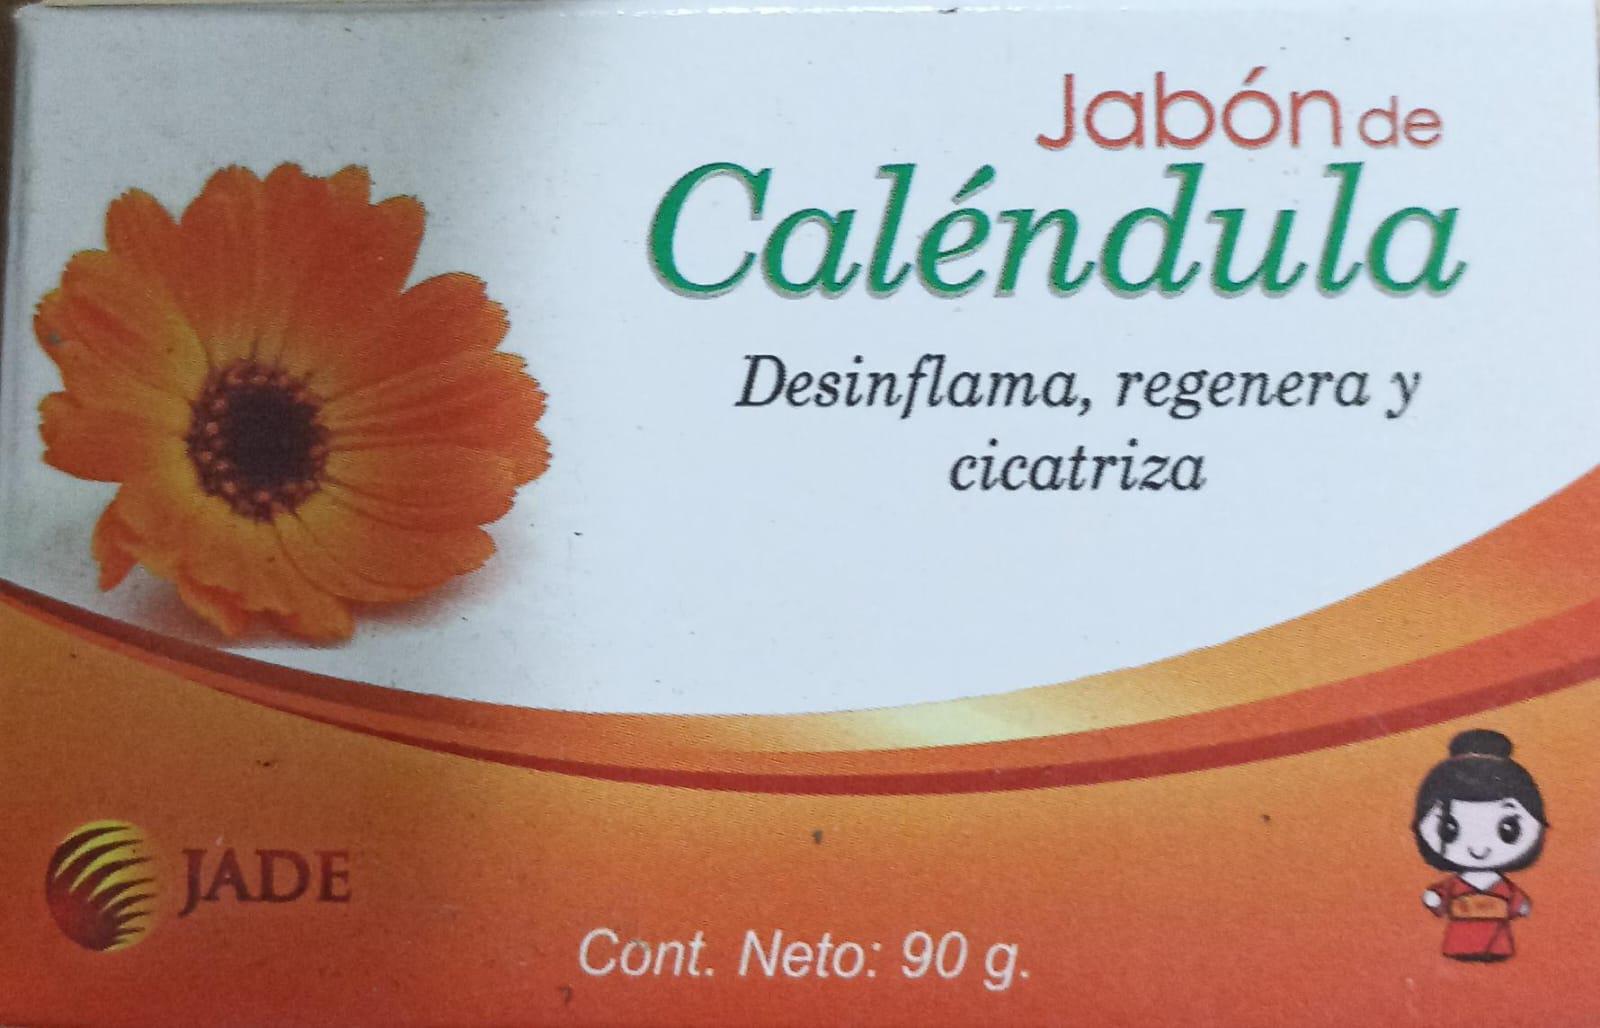 Jabón de
Caléndula
Desinflama, regenera y
cicatriza
JADE
Cont. Neto: 90 g.